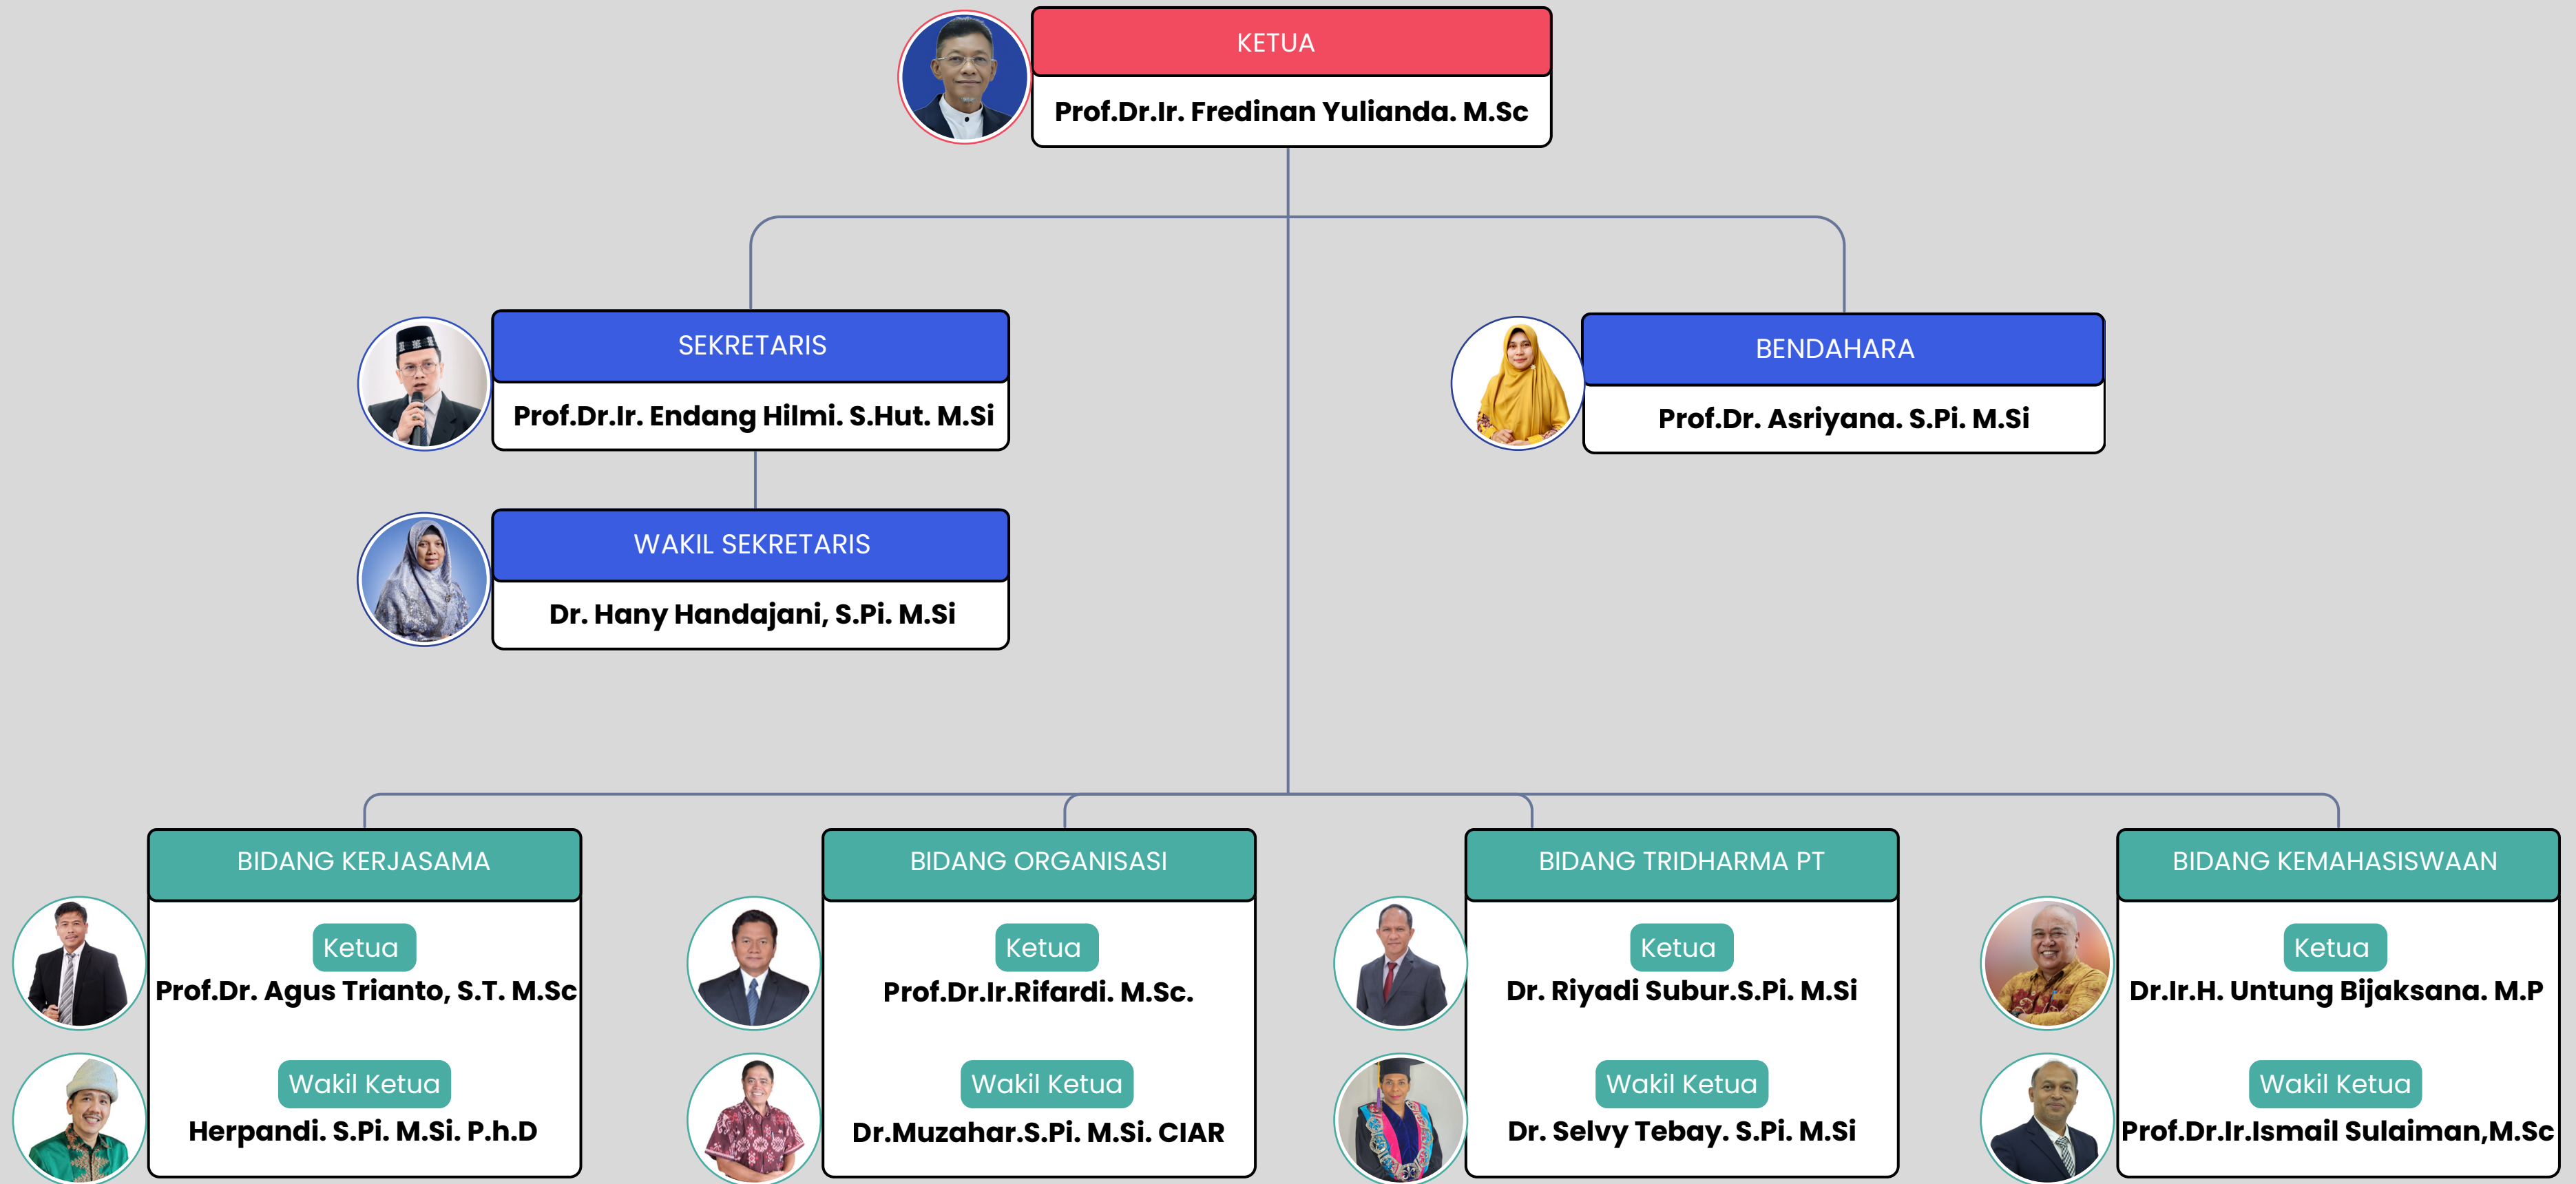 KETUA
Prof.Dr.Ir. Fredinan Yulianda. M.Sc
SEKRETARIS
Prof.Dr.Ir. Endang Hilmi. S.Hut. M.Si
BENDAHARA
Prof.Dr. Asriyana. S.Pi. M.Si
WAKIL SEKRETARIS
Dr. Hany Handajani, S.Pi. M.Si
BIDANG KERJASAMA
Ketua
Prof.Dr. Agus Trianto, S.T. M.Sc
Wakil Ketua
Herpandi. S.Pi. M.Si. P.h.D
BIDANG ORGANISASI
Ketua
Prof.Dr.Ir.Rifardi. M.Sc.
Wakil Ketua
Dr.Muzahar.S.Pi. M.Si. CIAR
BIDANG TRIDHARMA PT
Ketua
Dr. Riyadi Subur.S.Pi. M.Si
Wakil Ketua
Dr. Selvy Tebay. S.Pi. M.Si
BIDANG KEMAHASISWAAN
Ketua
Dr.Ir.H. Untung Bijaksana. M.P
Wakil Ketua
Prof.Dr.Ir.Ismail Sulaiman,M.Sc